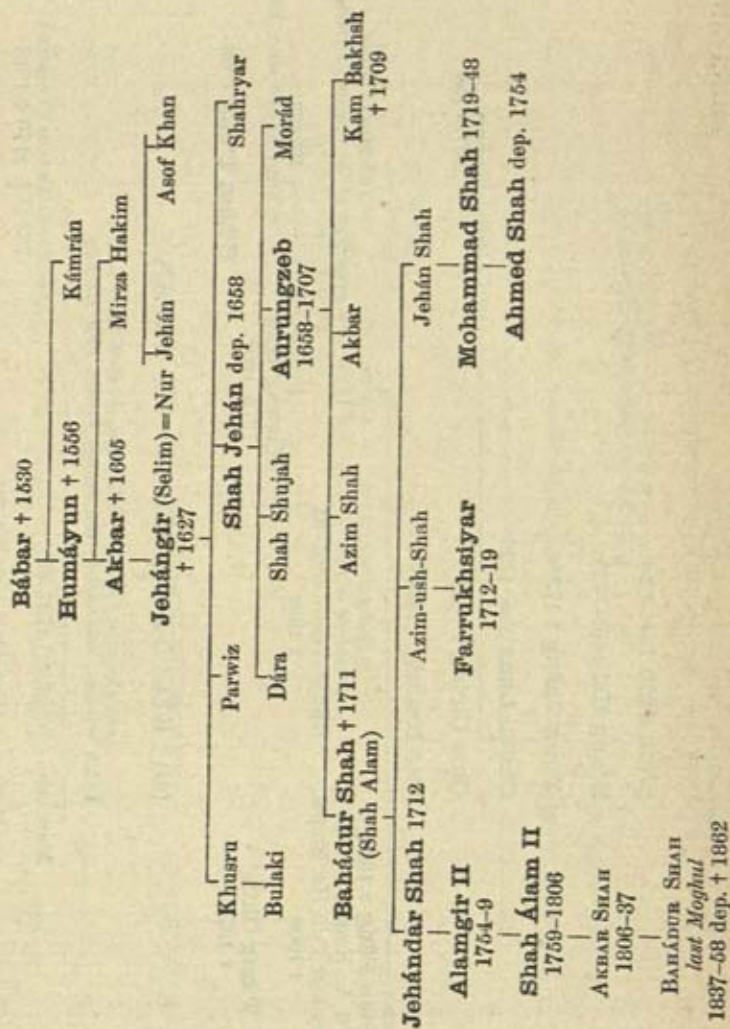 Bábar † 1530
Humáyun † 1556 Kámrán
Akbar † 1605 Mirza Hakim
Jehángir (Selim)=Nur Jehán Asof Khan
† 1627
Khusru Parwiz Shah Jehán dep. 1658 Shahryar
Bulaki Dára Shah Shujah Aurungzeb Morád
1658–1707
Bahádur Shah † 1711 Azim Shah Akbar Kam Bakhsh
(Shah Alam) † 1709
Jehándar Shah 1712 Azim-ush-Shah Jehán Shah
Alamgir II Farrukhsiyar Mohammad Shah 1719–48
1754–9 1712–19
Shah Álam II Ahmed Shah dep. 1754
1759–1806
AKBAR SHAH
1806–37
BAHÁDUR SHAH
last Moghul
1837–58 dep. † 1862